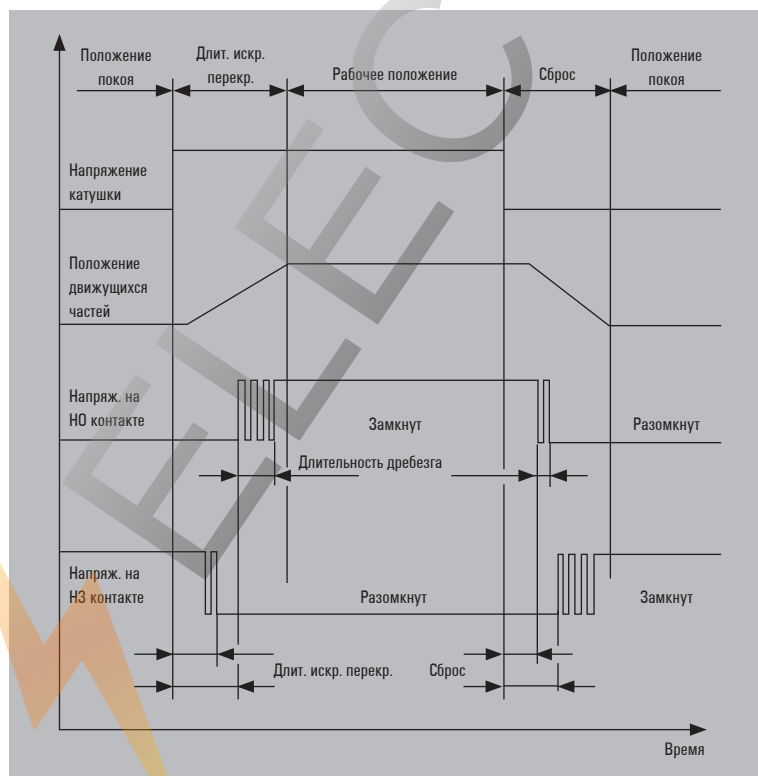 Положение
покоя
Длит. искр.
перекр.
Рабочее положение
Сброс
Положение
покоя
Напряжение
катушки
Положение
движущихся
частей
Напряж. на
НО контакте
Замкнут
Разомкнут
Длительность дребезга
Напряж. на
НЗ контакте
Разомкнут
Замкнут
Длит. искр. перекр.
Сброс
Время
ELEC